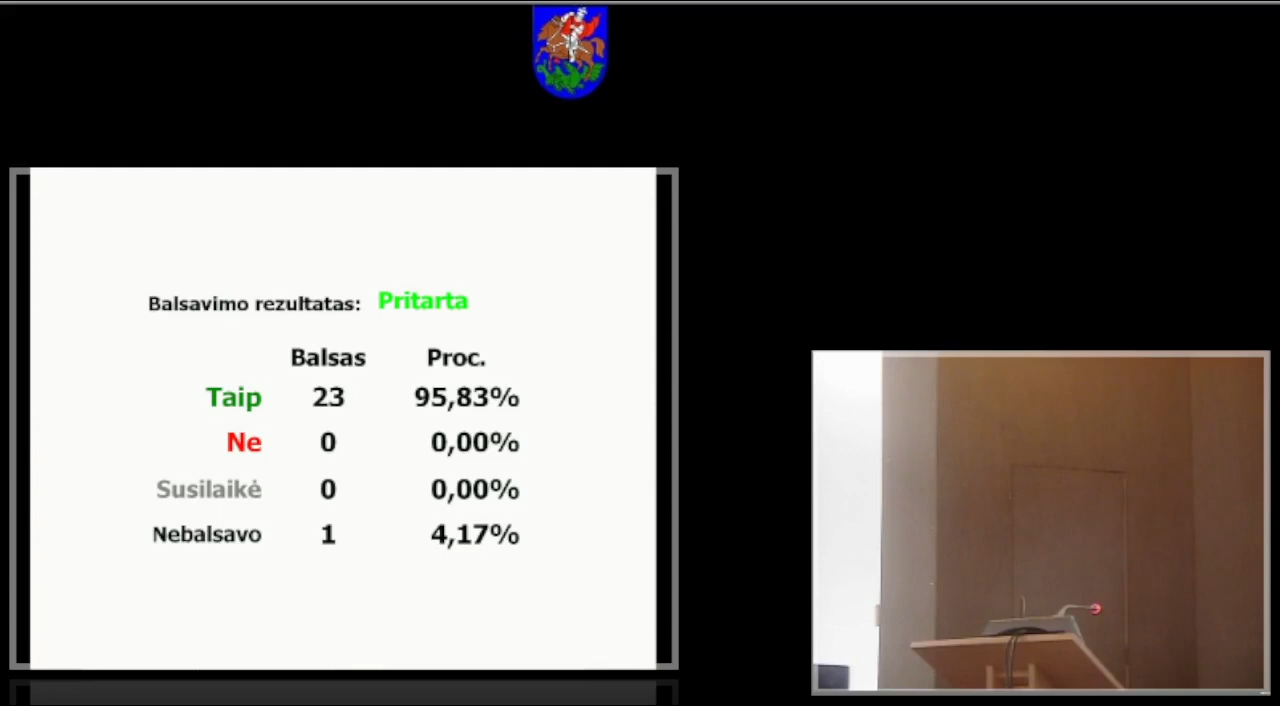 Balsavimo rezultatas: Pritarta
Balsas Proc.
Taip 23 95,83%
Ne 0 0,00%
Susilaikė 0 0,00%
Nebalsavo 1 4,17%